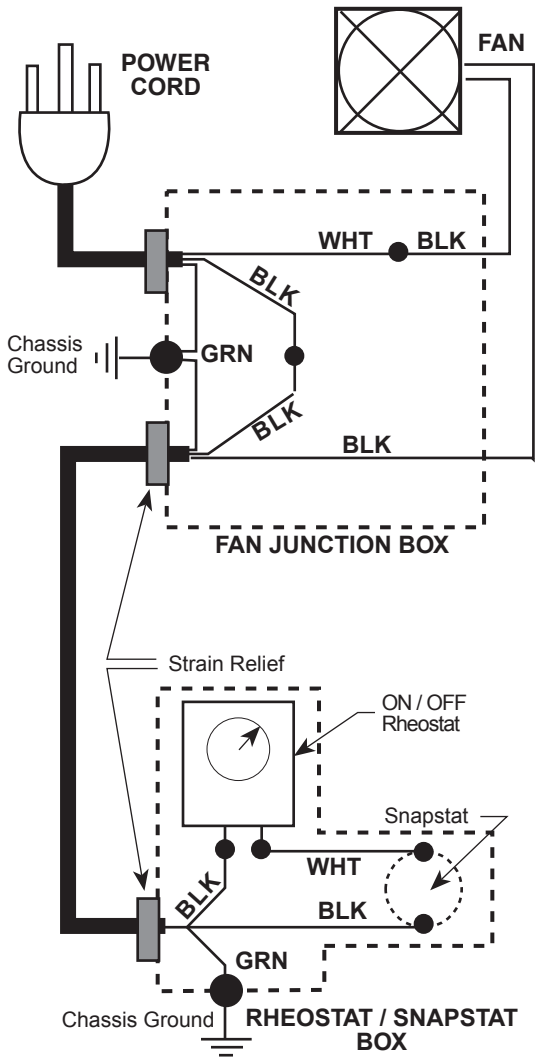 POWER
CORD
FAN
WHT
BLK
BLK
Chassis
Ground
GRN
BLK
BLK
FAN JUNCTION BOX
Strain Relief
ON / OFF
Rheostat
Snapstat
WHT
BLK
BLK
GRN
Chassis Ground
RHEOSTAT / SNAPSTAT
BOX